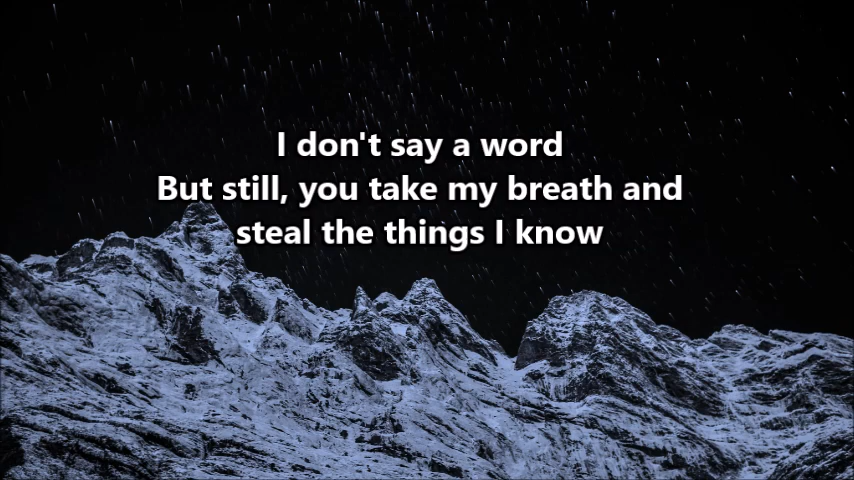 I don't say a word
But still, you take my breath and
steal the things I know